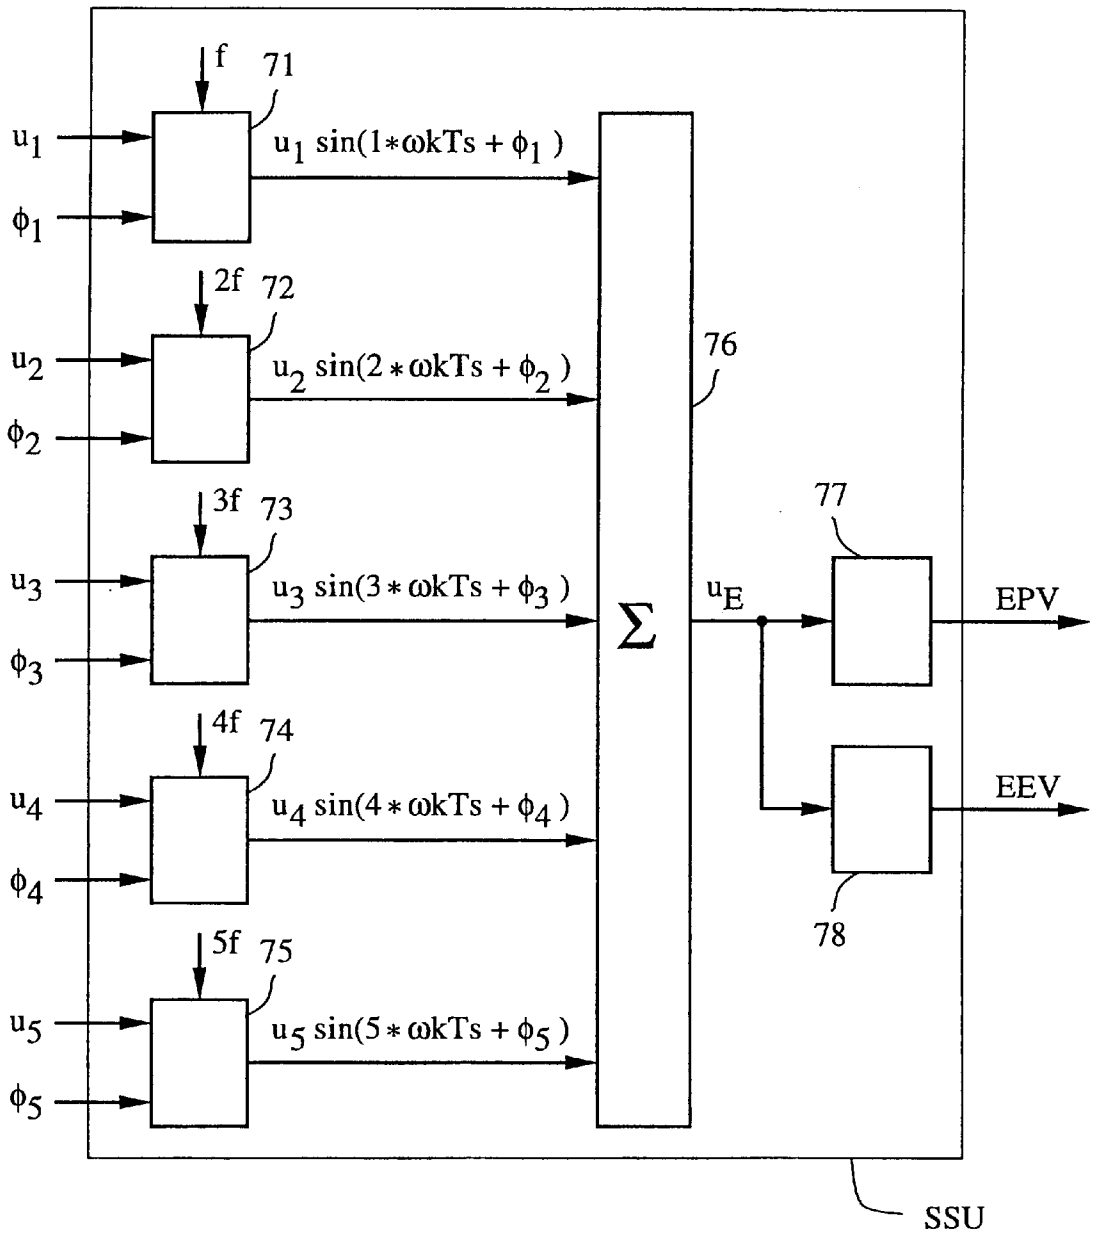 f
71
u1
u1 sin(1*ωkTs + ϕ1 )
ϕ1
2f
72
u2
u2 sin(2*ωkTs + ϕ2 )
76
ϕ2
3f
73
77
u3
u3 sin(3*ωkTs + ϕ3 )
uE
EPV
Σ
ϕ3
4f
74
EEV
u4
u4 sin(4*ωkTs + ϕ4 )
ϕ4
78
5f
75
u5
u5 sin(5*ωkTs + ϕ5 )
ϕ5
SSU